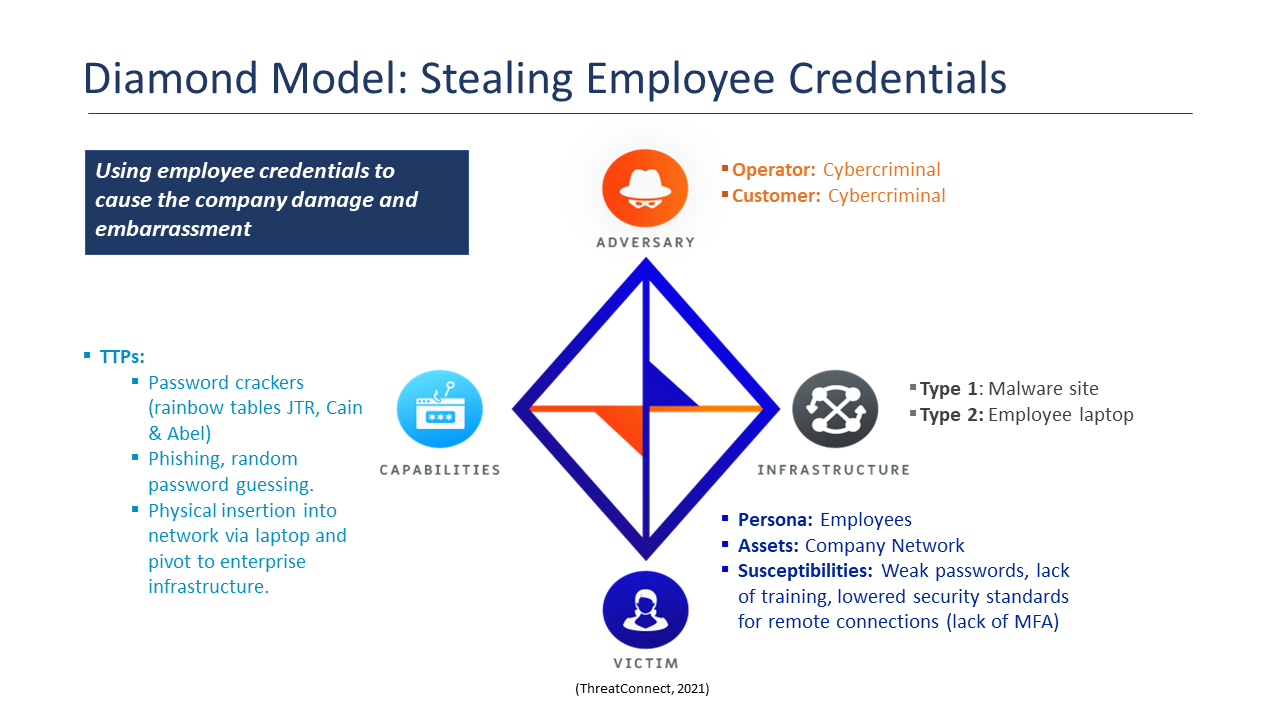 Diamond Model: Stealing Employee Credentials
Using employee credentials to
cause the company damage and
embarrassment
▪ Operator: Cybercriminal
▪ Customer: Cybercriminal
ADVERSARY
▪ TTPs:
▪ Password crackers
(rainbow tables JTR, Cain
& Abel)
▪ Phishing, random
password guessing.
▪ Physical insertion into
network via laptop and
pivot to enterprise
infrastructure.
***
CAPABILITIES
▪ Type 1: Malware site
▪ Type 2: Employee laptop
INFRASTRUCTURE
▪ Persona: Employees
▪ Assets: Company Network
▪ Susceptibilities: Weak passwords, lack
of training, lowered security standards
for remote connections (lack of MFA)
VICTIM
(ThreatConnect, 2021)